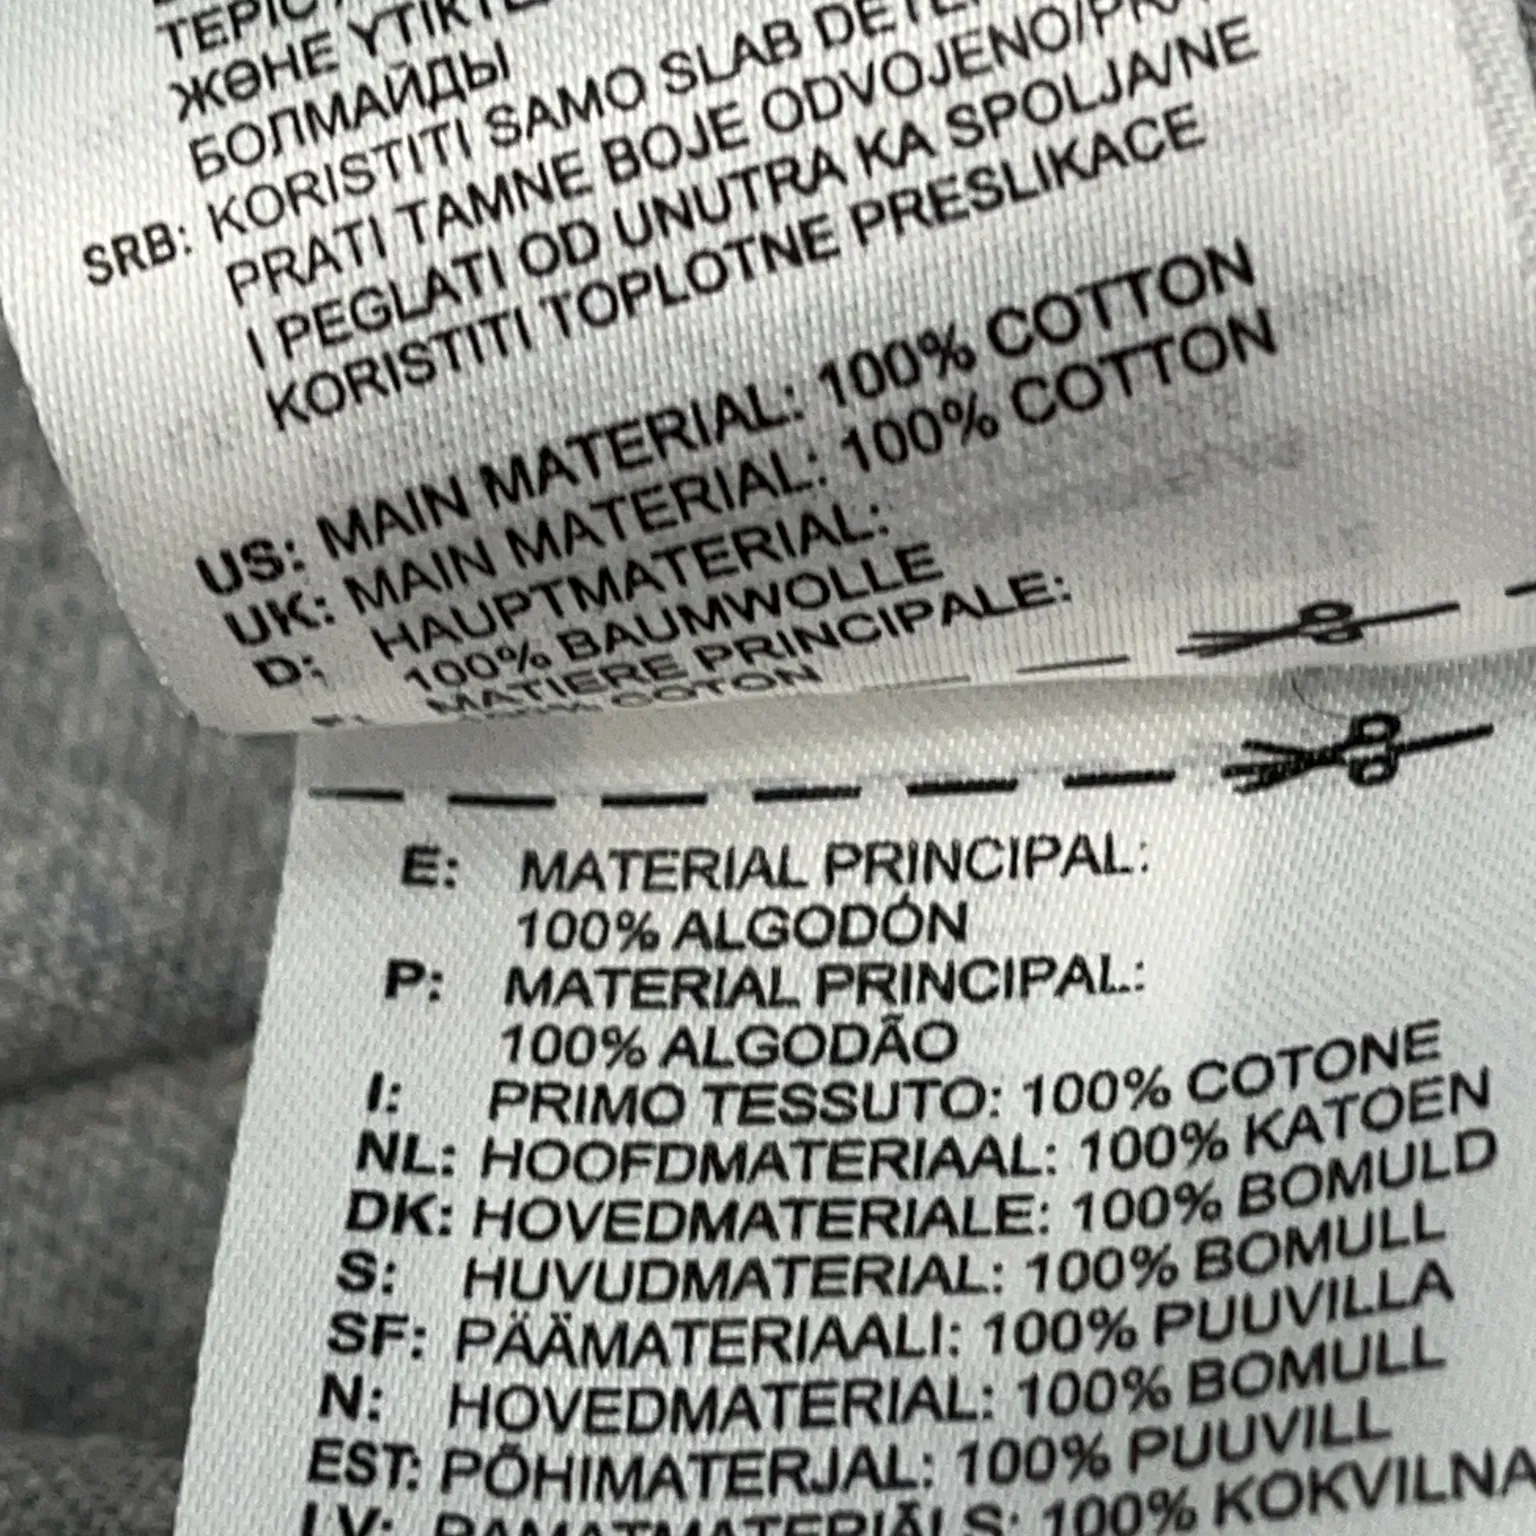 ЖӘНЕ
БОЛМАЙДЫ
SRB: KORISTITI SAMO SLAB
PRATI TAMNE BOJE ODVOJENO/
I PEGLATI OD UNUTRA KA SPOLJA/NE
KORISTITI TOPLOTNE PRESLIKACE
US: MAIN MATERIAL: 100% COTTON
UK: MAIN MATERIAL: 100% COTTON
D: HAUPTMATERIAL:
100% BAUMWOLLE
MATIERE PRINCIPALE:
COTON
E: MATERIAL PRINCIPAL:
100% ALGODÓN
P: MATERIAL PRINCIPAL:
100% ALGODÃO
I: PRIMO TESSUTO: 100% COTONE
NL: HOOFDMATERIAAL: 100% KATOEN
DK: HOVEDMATERIALE: 100% BOMULD
S: HUVUDMATERIAL: 100% BOMULL
SF: PÄÄMATERIAALI: 100% PUUVILLA
N: HOVEDMATERIAL: 100% BOMULL
EST: PÕHIMATERJAL: 100% PUUVILL
LV: PAMATMATERIĀLS: 100% KOKVILNA